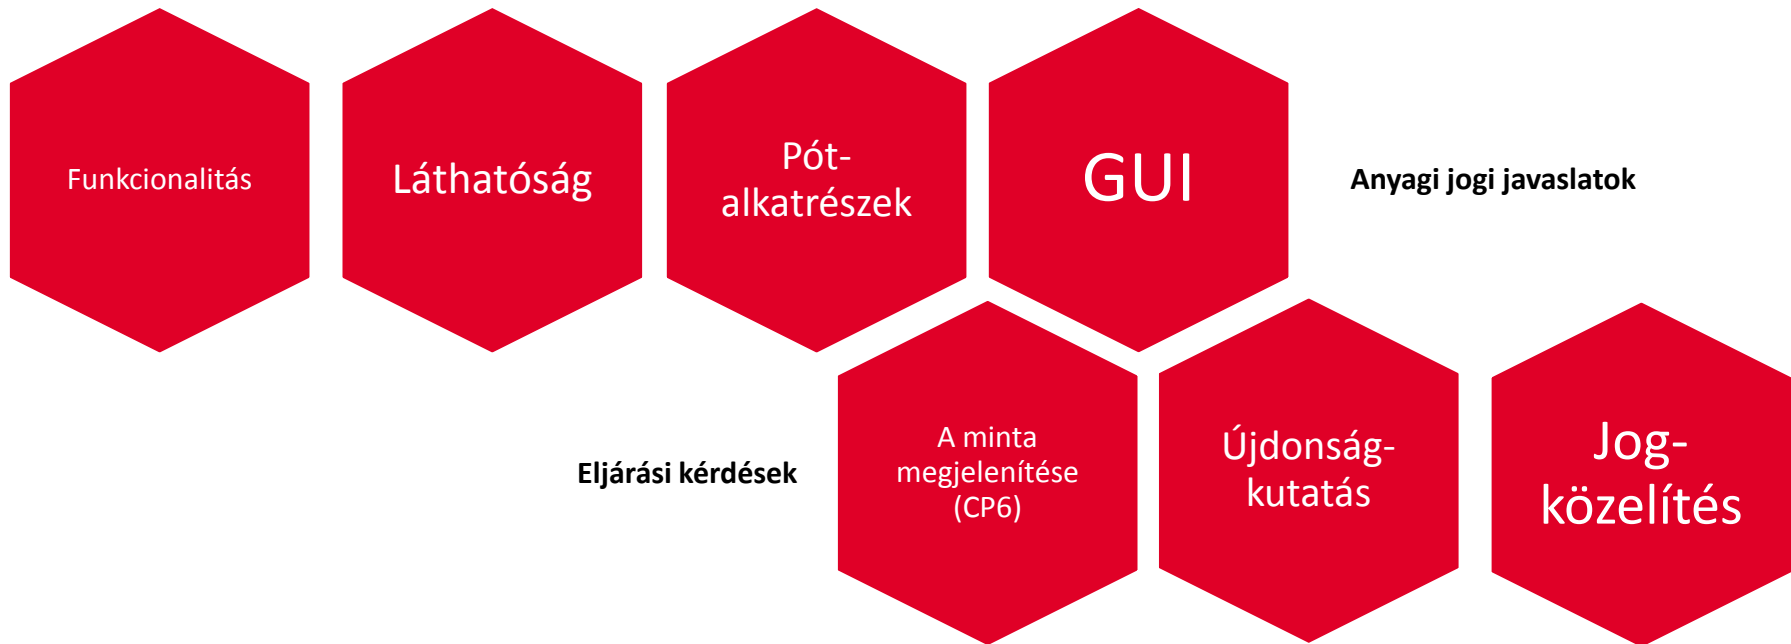 Funkcionalitás
Láthatóság
Pót-
alkatrészek
GUI
Anyagi jogi javaslatok
Eljárási kérdések
A minta
megjelenítése
(CP6)
Újdonság-
kutatás
Jog-
közelítés